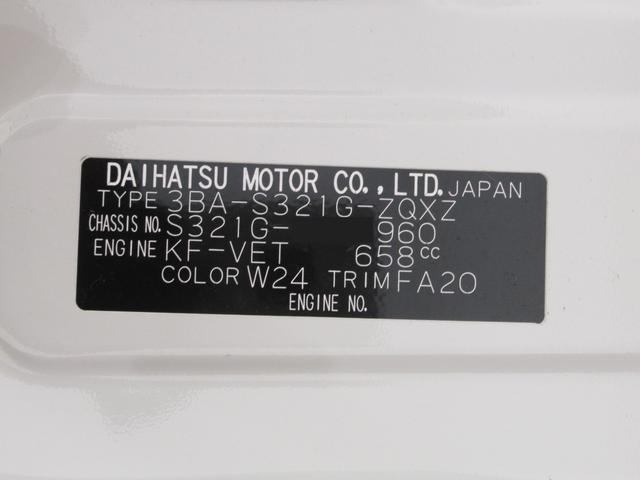 DAIHATSU MOTOR CO.,LTD. JAPAN
TYPE 3BA-S321G-ZQXZ
CHASSIS NO. S321G- 960
ENGINE KF-VET 658cc
COLOR W24 TRIM FA20
ENGINE NO.